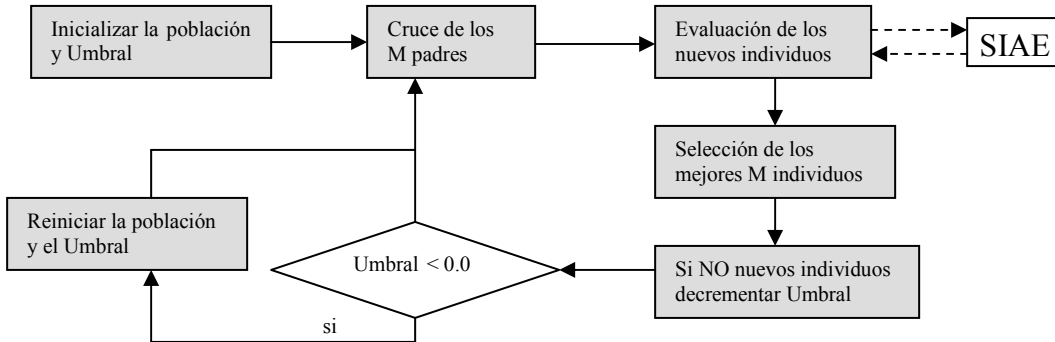 Inicializar la población
y Umbral
Cruce de los
M padres
Evaluación de los
nuevos individuos
SIAE
Selección de los
mejores M individuos
Reiniciar la población
y el Umbral
Umbral < 0.0
Si NO nuevos individuos
decrementar Umbral
si